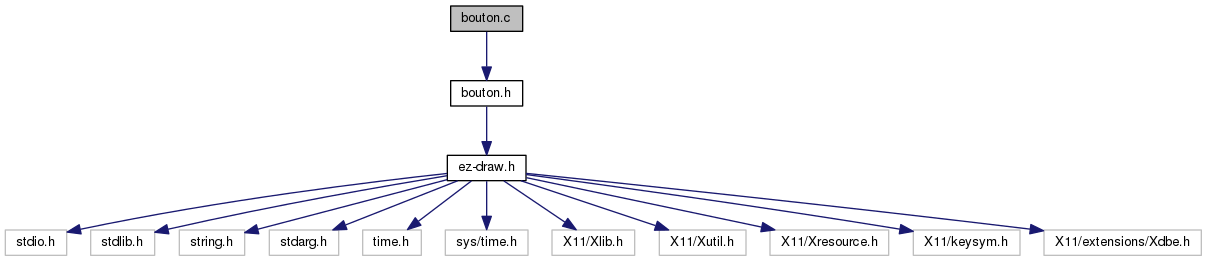 bouton.c
bouton.h
ez-draw.h
stdio.h
stdlib.h
string.h
stdarg.h
time.h
sys/time.h
X11/Xlib.h
X11/Xutil.h
X11/Xresource.h
X11/keysym.h
X11/extensions/Xdbe.h